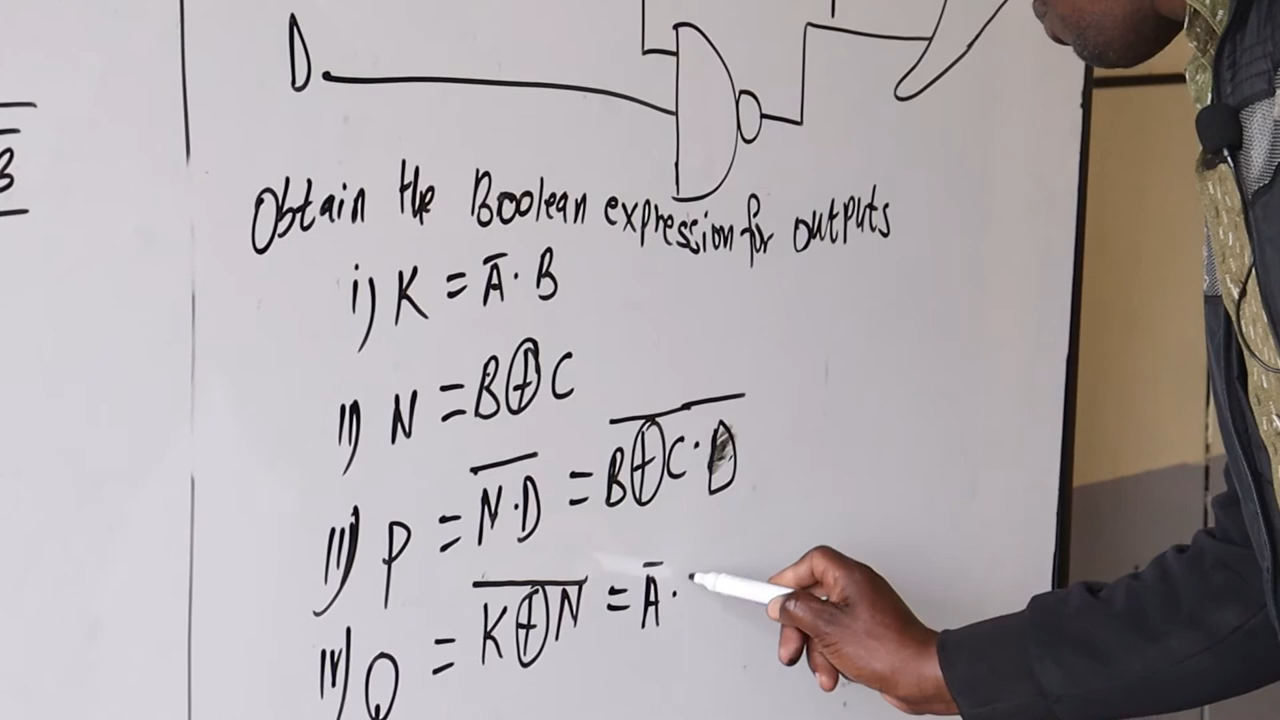 D
B
Obtain the Boolean expression for outputs
i) K = A̅ · B
ii) N = B ⊕ C
iii) P = N̅·̅D̅ = B̅ ̅⊕̅ ̅C̅ ̅·̅ ̅D̅
iv) Q = K̅ ̅⊕̅ ̅N̅ = A̅ ·